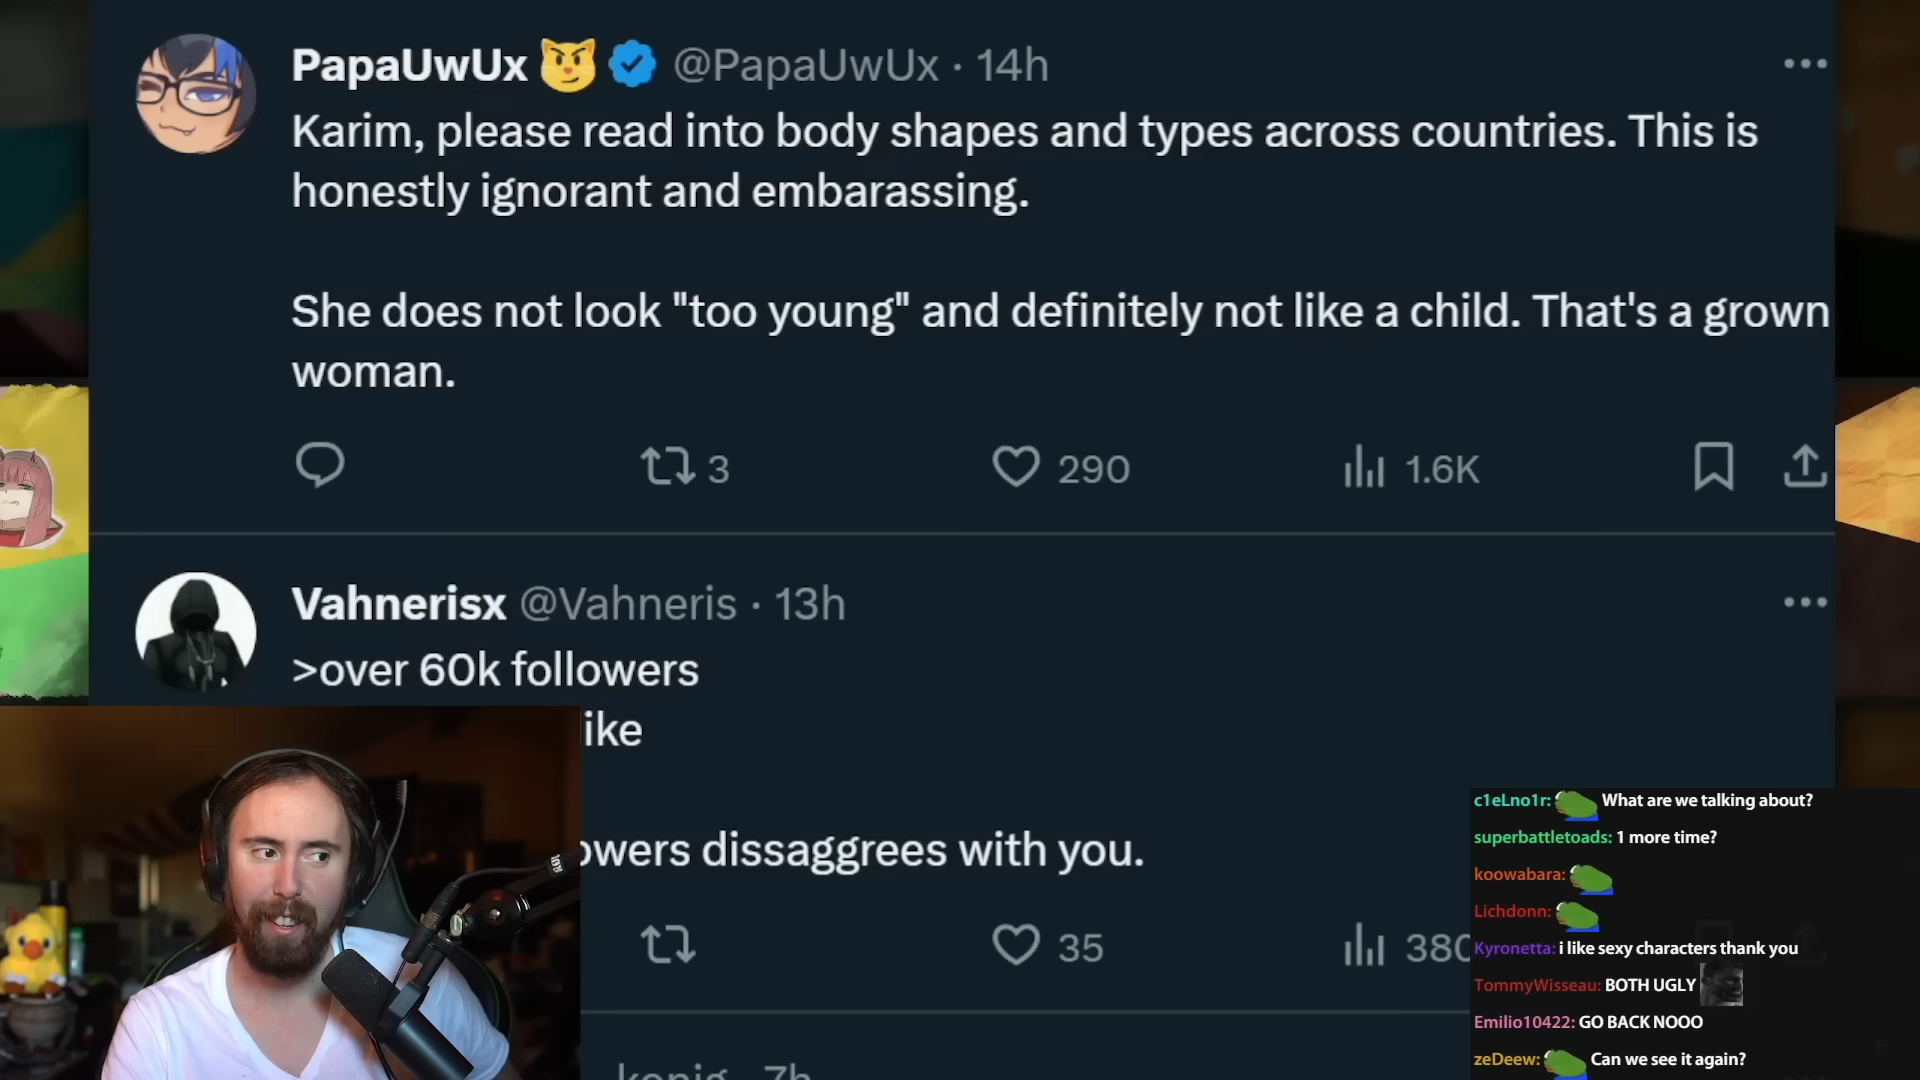 PapaUwUx @PapaUwUx · 14h
Karim, please read into body shapes and types across countries. This is
honestly ignorant and embarassing.
She does not look "too young" and definitely not like a child. That's a grown
woman.
3 290 1.6K
Vahnerisx @Vahneris · 13h
>over 60k followers
ike
owers dissaggrees with you.
35 380
konig 7h
c1eLno1r: What are we talking about?
superbattletoads: 1 more time?
koowabara:
Lichdonn:
Kyronetta: i like sexy characters thank you
TommyWisseau: BOTH UGLY
Emilio10422: GO BACK NOOO
zeDeew: Can we see it again?